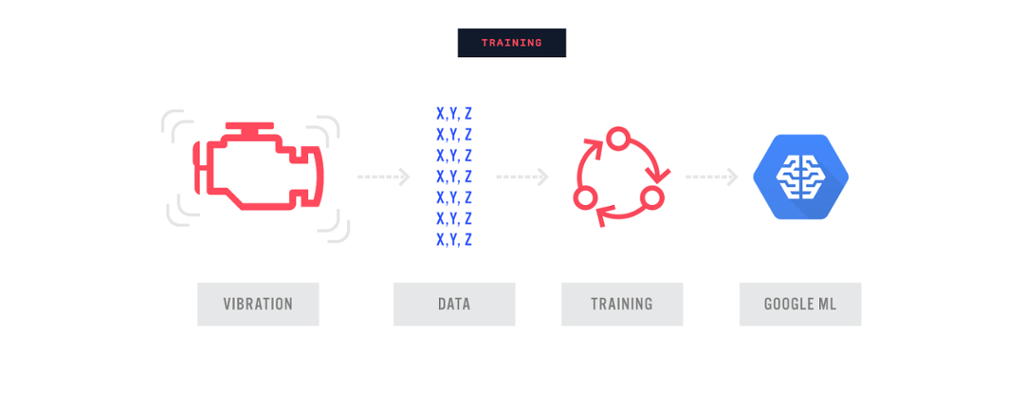 TRAINING
X,Y, Z
X,Y, Z
X,Y, Z
X,Y, Z
X,Y, Z
X,Y, Z
X,Y, Z
VIBRATION
DATA
TRAINING
GOOGLE ML